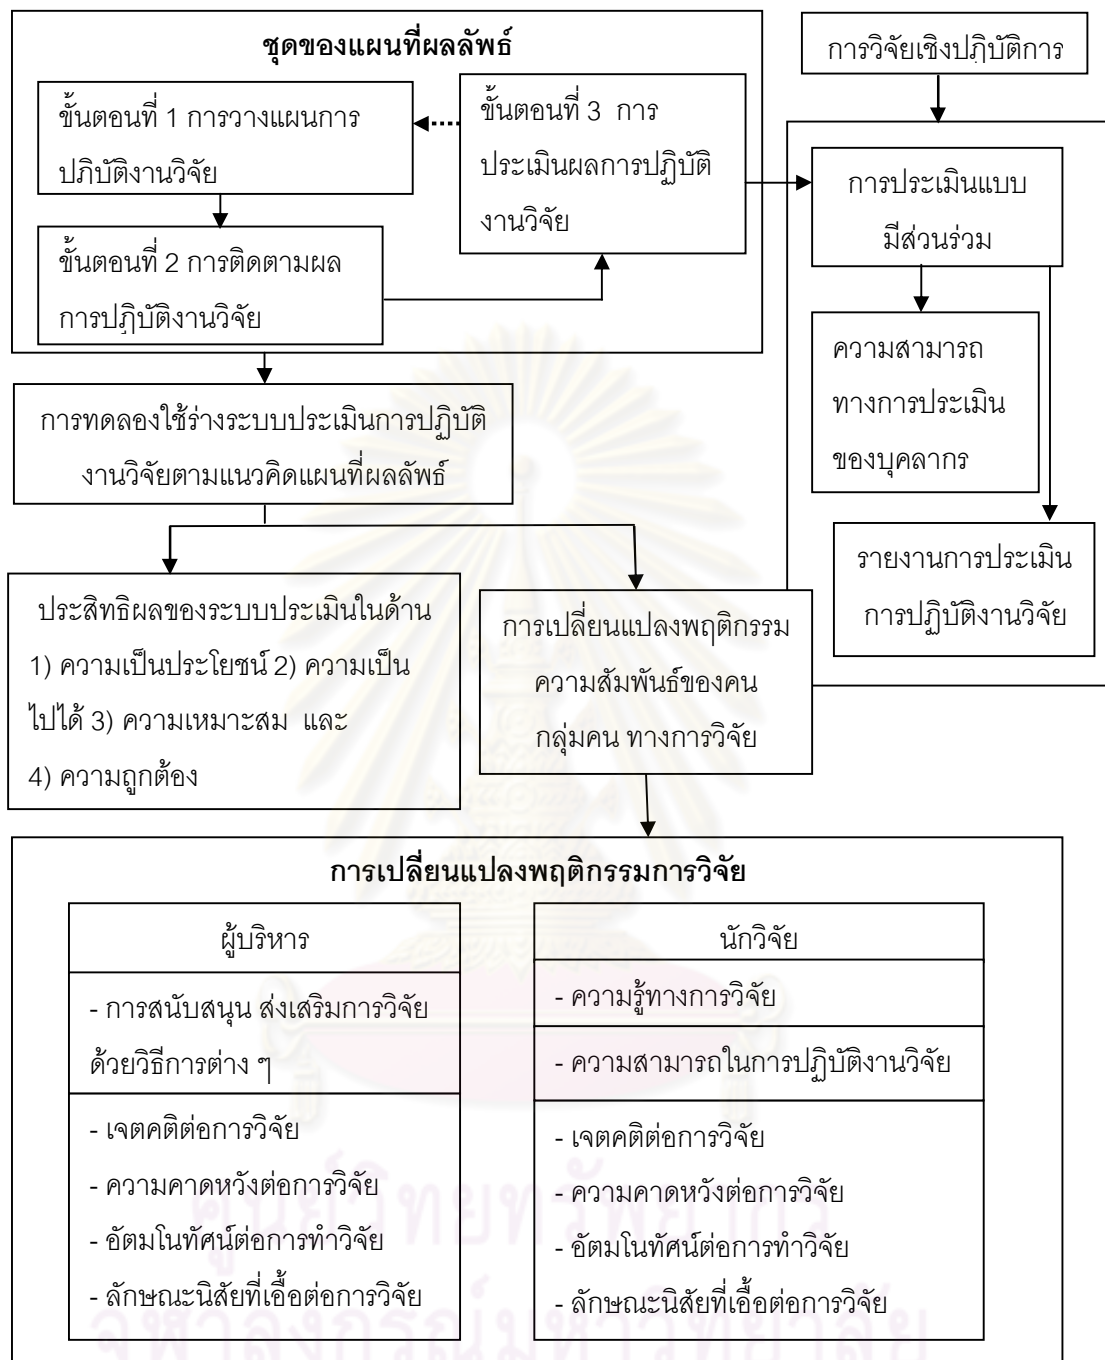 ชุดของแผนที่ผลลัพธ์
ขั้นตอนที่ 1 การวางแผนการ
ปฏิบัติงานวิจัย
ขั้นตอนที่ 2 การติดตามผล
การปฏิบัติงานวิจัย
ขั้นตอนที่ 3 การ
ประเมินผลการปฏิบัติ
งานวิจัย
การวิจัยเชิงปฏิบัติการ
การประเมินแบบ
มีส่วนร่วม
ความสามารถ
ทางการประเมิน
ของบุคลากร
รายงานการประเมิน
การปฏิบัติงานวิจัย
การทดลองใช้ร่างระบบประเมินการปฏิบัติ
งานวิจัยตามแนวคิดแผนที่ผลลัพธ์
ประสิทธิผลของระบบประเมินในด้าน
1) ความเป็นประโยชน์ 2) ความเป็น
ไปได้ 3) ความเหมาะสม และ
4) ความถูกต้อง
การเปลี่ยนแปลงพฤติกรรม
ความสัมพันธ์ของคน
กลุ่มคน ทางการวิจัย
การเปลี่ยนแปลงพฤติกรรมการวิจัย
ผู้บริหาร
- การสนับสนุน ส่งเสริมการวิจัย
ด้วยวิธีการต่าง ๆ
- เจตคติต่อการวิจัย
- ความคาดหวังต่อการวิจัย
- อัตมโนทัศน์ต่อการทำวิจัย
- ลักษณะนิสัยที่เอื้อต่อการวิจัย
นักวิจัย
- ความรู้ทางการวิจัย
- ความสามารถในการปฏิบัติงานวิจัย
- เจตคติต่อการวิจัย
- ความคาดหวังต่อการวิจัย
- อัตมโนทัศน์ต่อการทำวิจัย
- ลักษณะนิสัยที่เอื้อต่อการวิจัย
ศูนย์วิทยทรัพยากร
จุฬาลงกรณ์มหาวิทยาลัย